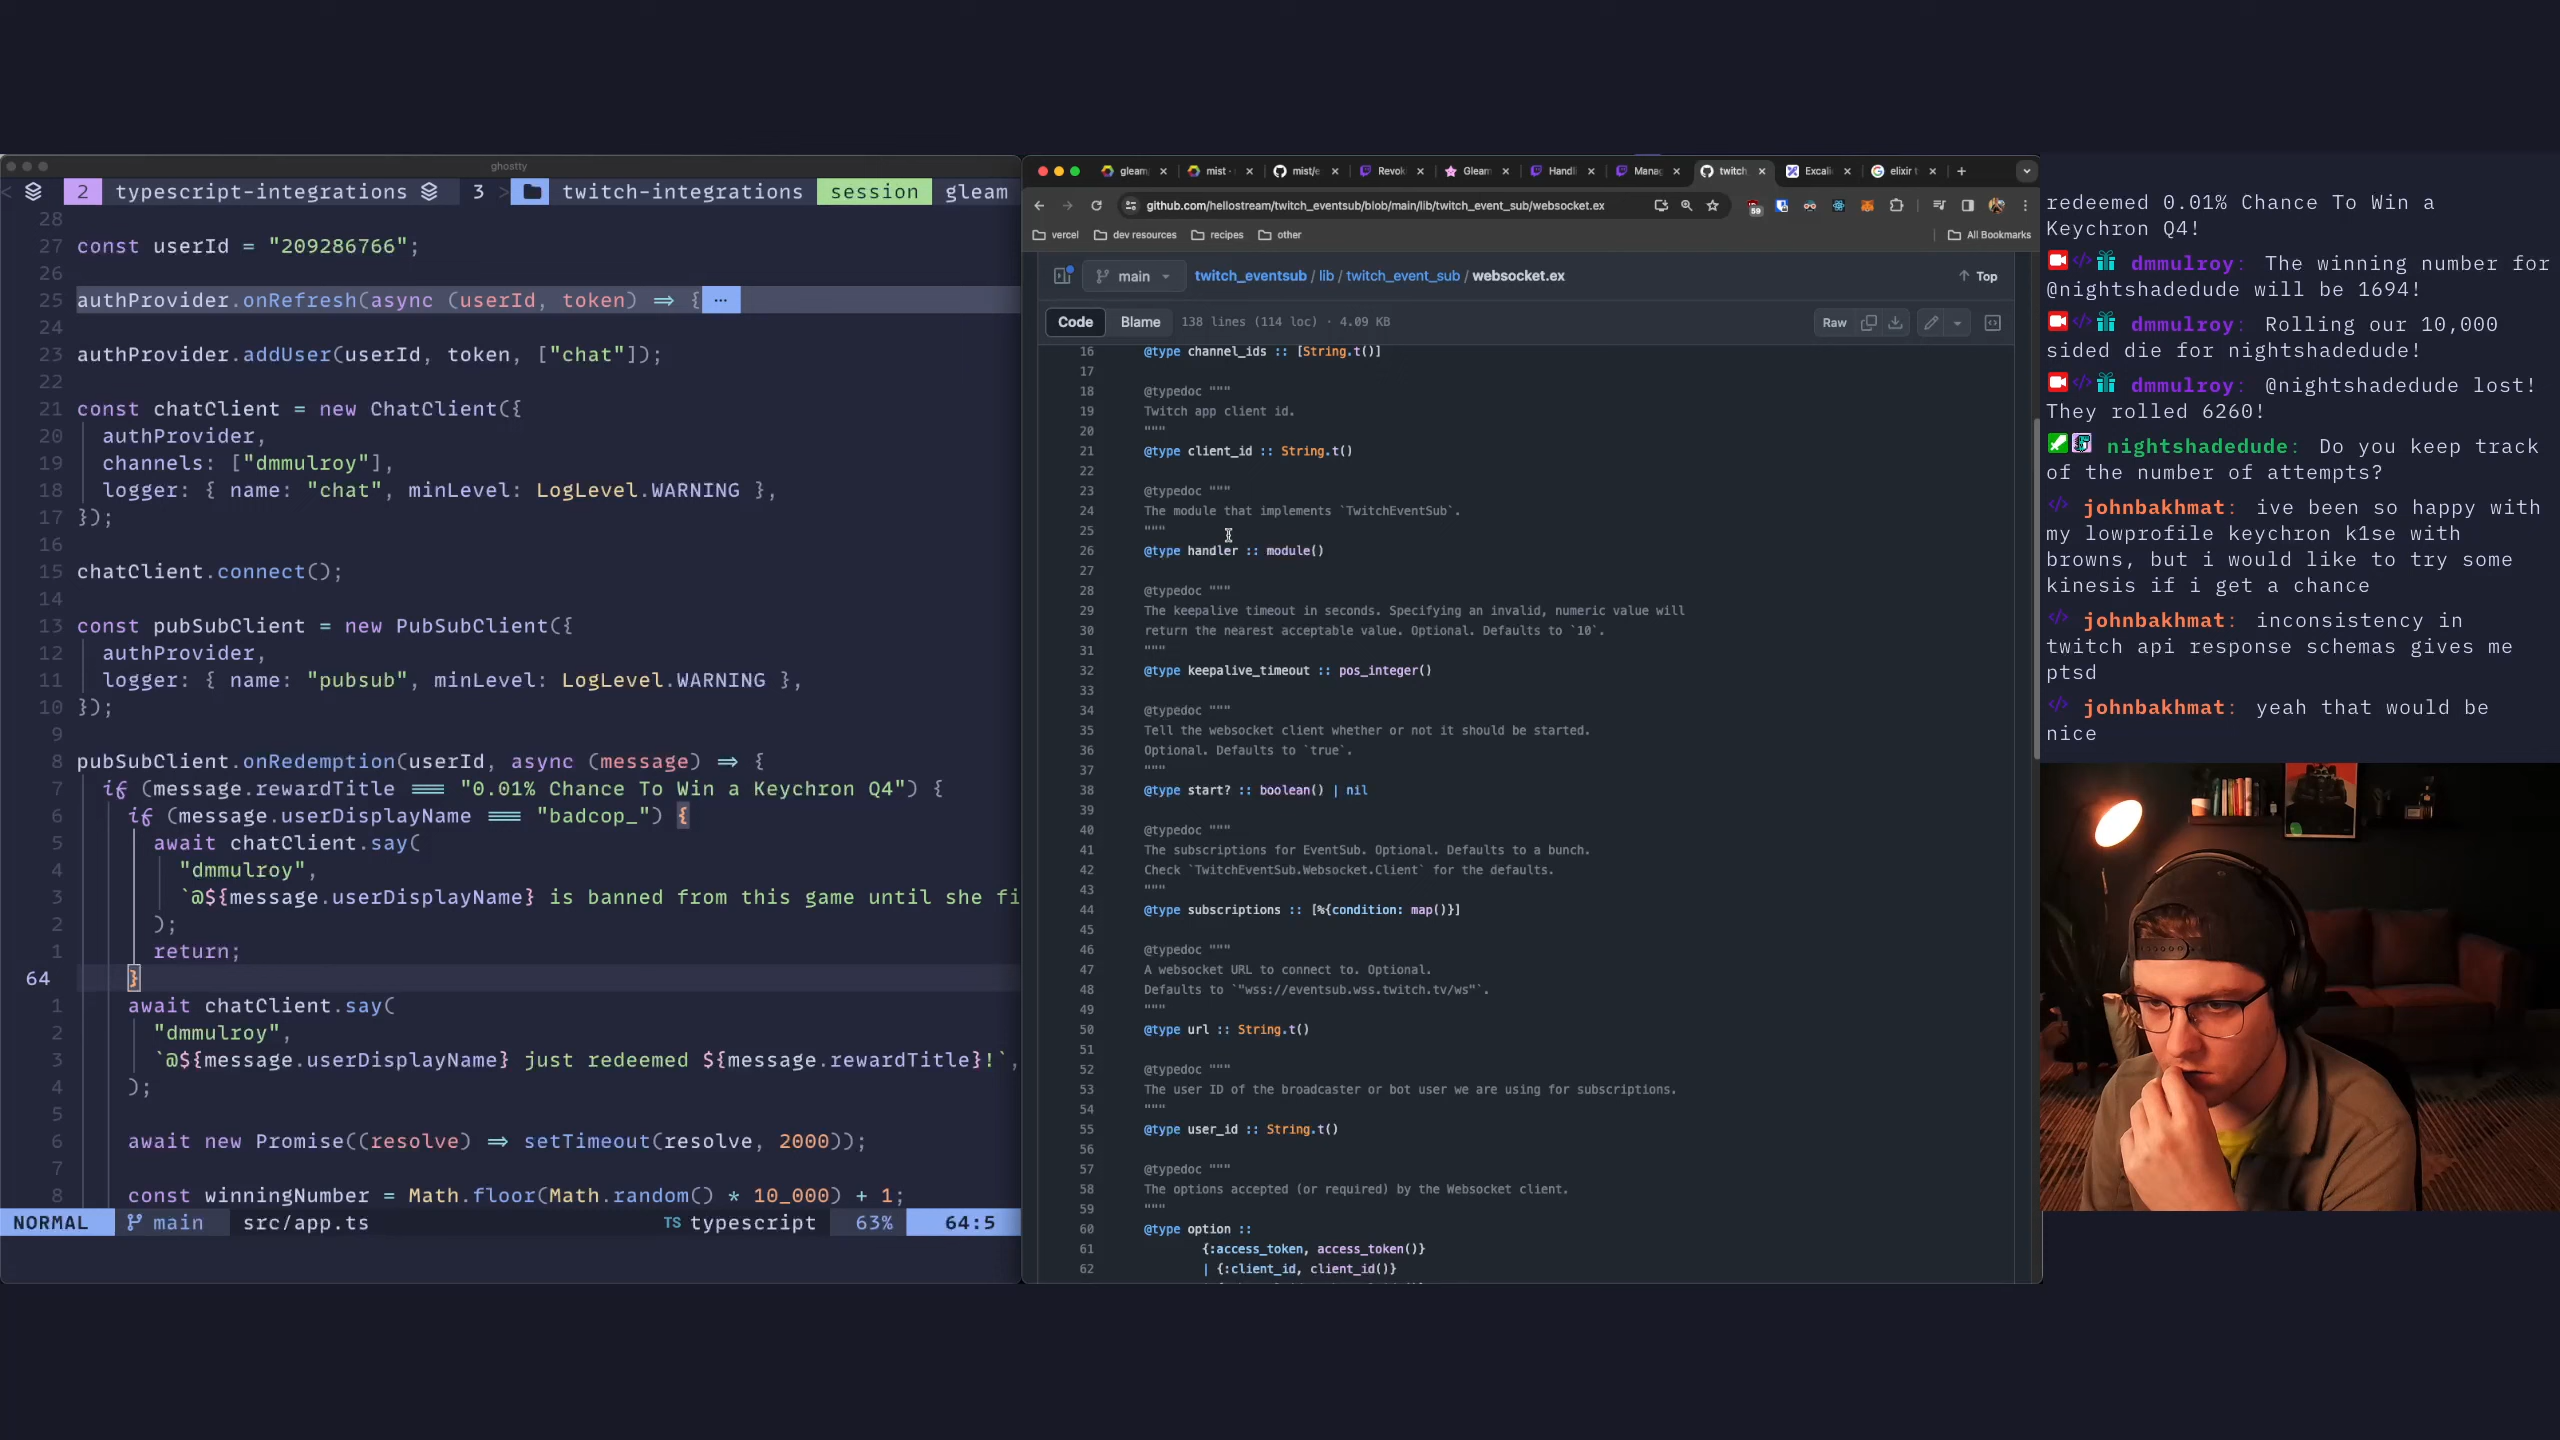 ghostty
2 typescript-integrations 3 > twitch-integrations session gleam
28
27 const userId = "209286766";
26
25 authProvider.onRefresh(async (userId, token) => { ...
24
23 authProvider.addUser(userId, token, ["chat"]);
22
21 const chatClient = new ChatClient({
20 authProvider,
19 channels: ["dmmulroy"],
18 logger: { name: "chat", minLevel: LogLevel.WARNING },
17 });
16
15 chatClient.connect();
14
13 const pubSubClient = new PubSubClient({
12 authProvider,
11 logger: { name: "pubsub", minLevel: LogLevel.WARNING },
10 });
9
8 pubSubClient.onRedemption(userId, async (message) => {
7 if (message.rewardTitle === "0.01% Chance To Win a Keychron Q4") {
6 if (message.userDisplayName === "badcop_") {
5 await chatClient.say(
4 "dmmulroy",
3 `@${message.userDisplayName} is banned from this game until she fi
2 );
1 return;
64 }
1 await chatClient.say(
2 "dmmulroy",
3 `@${message.userDisplayName} just redeemed ${message.rewardTitle}!`,
4 );
5
6 await new Promise((resolve) => setTimeout(resolve, 2000));
7
8 const winningNumber = Math.floor(Math.random() * 10_000) + 1;
NORMAL main src/app.ts TS typescript 63% 64:5
gleam mist - mist/e Revok Gleam Handli Manag twitch_ Excali elixir t
github.com/hellostream/twitch_eventsub/blob/main/lib/twitch_event_sub/websocket.ex 59
vercel dev resources recipes other All Bookmarks
main twitch_eventsub / lib / twitch_event_sub / websocket.ex Top
Code Blame 138 lines (114 loc) · 4.09 KB Raw
16 @type channel_ids :: [String.t()]
17
18 @typedoc """
19 Twitch app client id.
20 """
21 @type client_id :: String.t()
22
23 @typedoc """
24 The module that implements `TwitchEventSub`.
25 """
26 @type handler :: module()
27
28 @typedoc """
29 The keepalive timeout in seconds. Specifying an invalid, numeric value will
30 return the nearest acceptable value. Optional. Defaults to `10`.
31 """
32 @type keepalive_timeout :: pos_integer()
33
34 @typedoc """
35 Tell the websocket client whether or not it should be started.
36 Optional. Defaults to `true`.
37 """
38 @type start? :: boolean() | nil
39
40 @typedoc """
41 The subscriptions for EventSub. Optional. Defaults to a bunch.
42 Check `TwitchEventSub.Websocket.Client` for the defaults.
43 """
44 @type subscriptions :: [%{condition: map()}]
45
46 @typedoc """
47 A websocket URL to connect to. Optional.
48 Defaults to `"wss://eventsub.wss.twitch.tv/ws"`.
49 """
50 @type url :: String.t()
51
52 @typedoc """
53 The user ID of the broadcaster or bot user we are using for subscriptions.
54 """
55 @type user_id :: String.t()
56
57 @typedoc """
58 The options accepted (or required) by the Websocket client.
59 """
60 @type option ::
61 {:access_token, access_token()}
62 | {:client_id, client_id()}
redeemed 0.01% Chance To Win a
Keychron Q4!
dmmulroy: The winning number for
@nightshadedude will be 1694!
dmmulroy: Rolling our 10,000
sided die for nightshadedude!
dmmulroy: @nightshadedude lost!
They rolled 6260!
nightshadedude: Do you keep track
of the number of attempts?
johnbakhmat: ive been so happy with
my lowprofile keychron k1se with
browns, but i would like to try some
kinesis if i get a chance
johnbakhmat: inconsistency in
twitch api response schemas gives me
ptsd
johnbakhmat: yeah that would be
nice